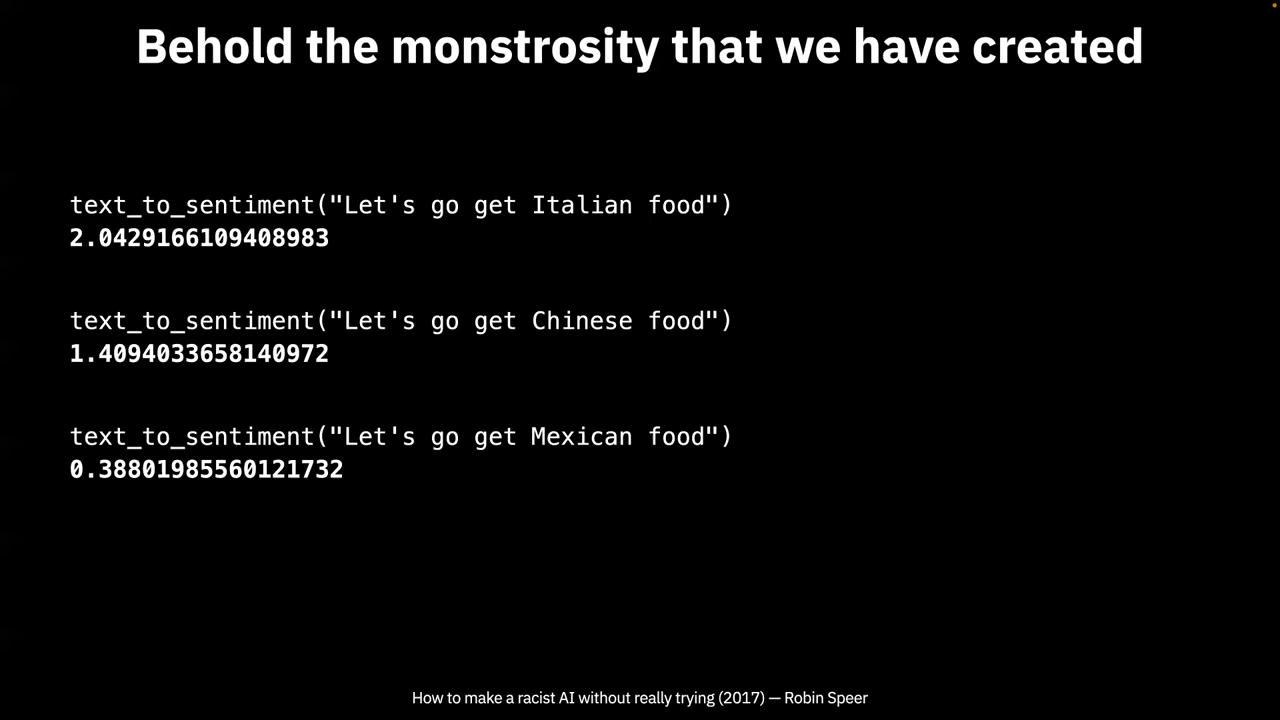 Behold the monstrosity that we have created
text_to_sentiment("Let's go get Italian food")
2.0429166109408983
text_to_sentiment("Let's go get Chinese food")
1.4094033658140972
text_to_sentiment("Let's go get Mexican food")
0.38801985560121732
How to make a racist AI without really trying (2017) — Robin Speer